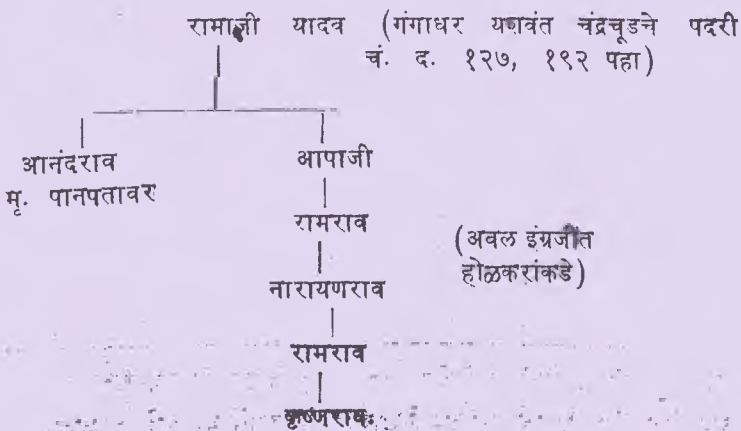 रामाजी यादव (गंगाधर यशवंत चंद्रचूडचे पदरी
चं. द. १२७, १९२ पहा)
आनंदराव आपाजी
मृ. पानपतावर
रामराव
(अवल इंग्रजीत
होळकरांकडे)
नारायणराव
रामराव
कृष्णराव